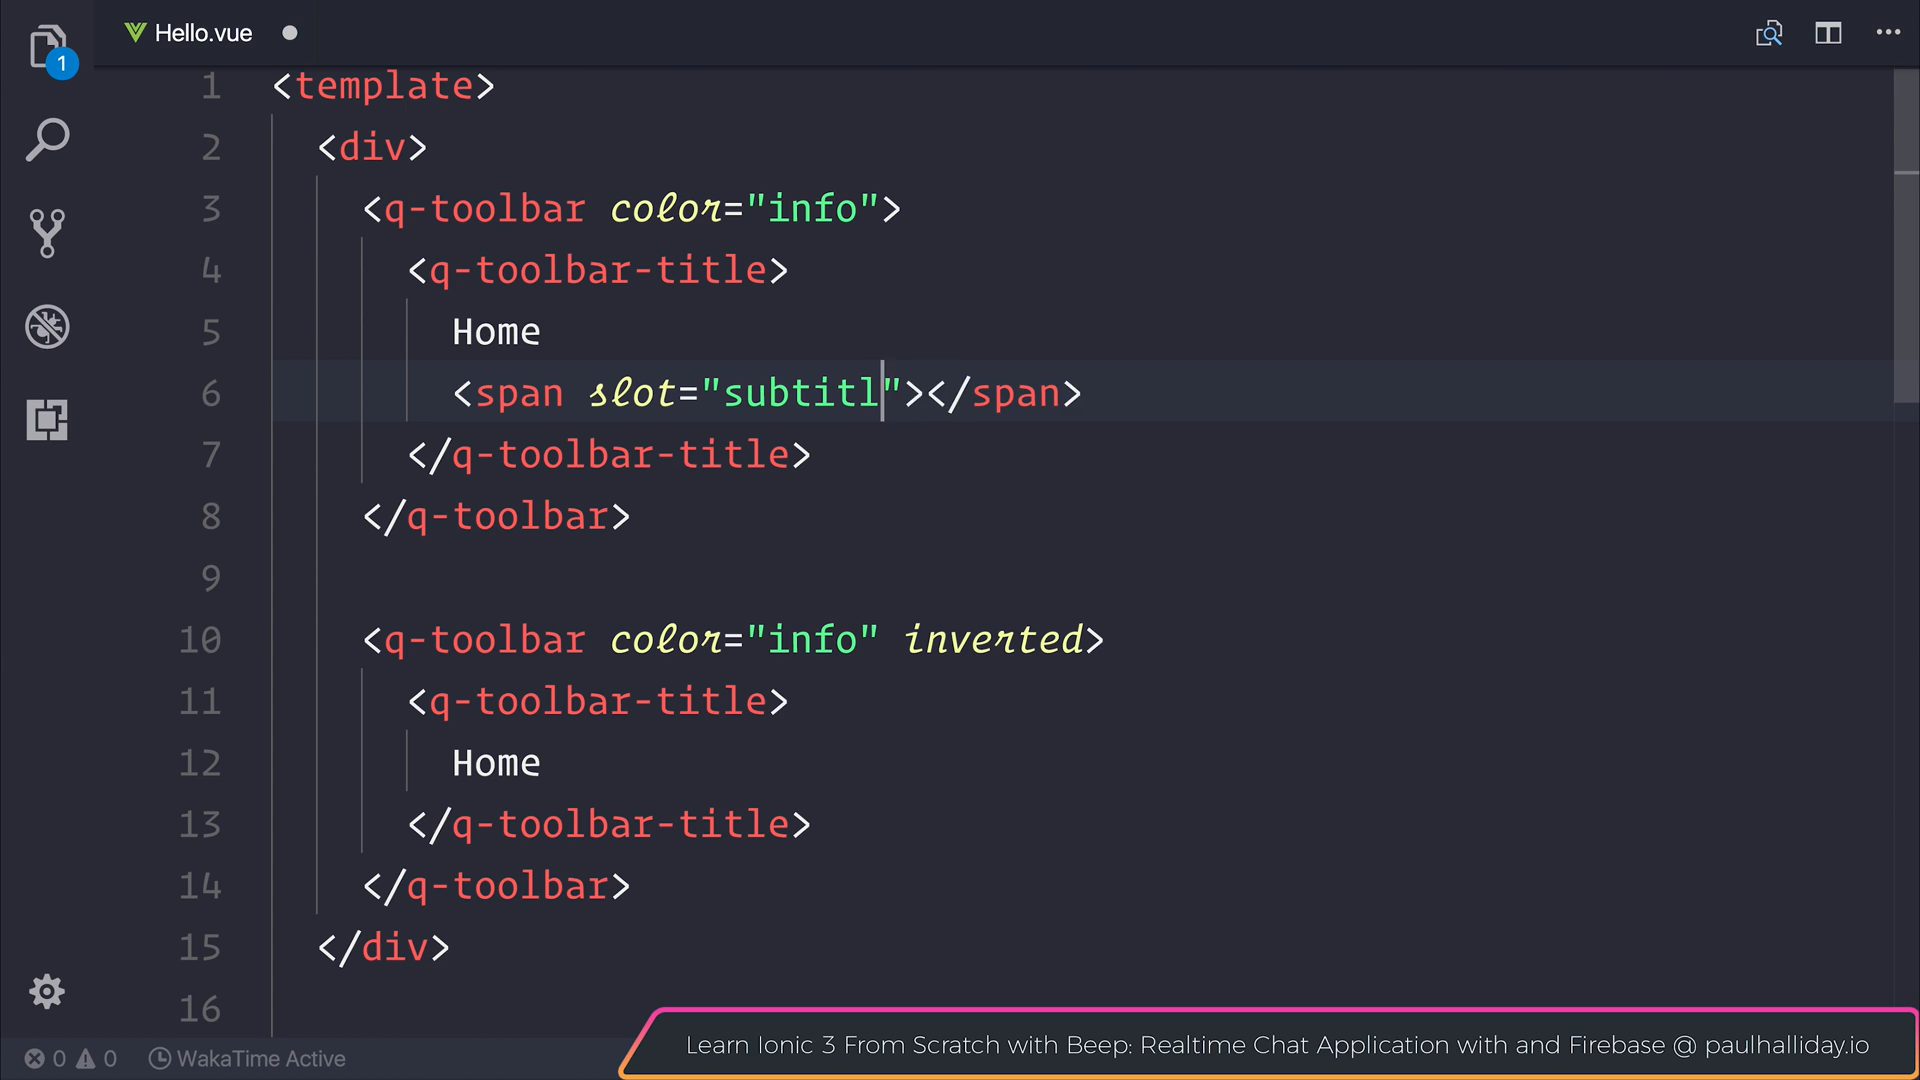 Hello.vue
1
1 <template>
2 <div>
3 <q-toolbar color="info">
4 <q-toolbar-title>
5 Home
6 <span slot="subtitl"></span>
7 </q-toolbar-title>
8 </q-toolbar>
9
10 <q-toolbar color="info" inverted>
11 <q-toolbar-title>
12 Home
13 </q-toolbar-title>
14 </q-toolbar>
15 </div>
16
Learn Ionic 3 From Scratch with Beep: Realtime Chat Application with and Firebase @ paulhalliday.io
0 0 WakaTime Active